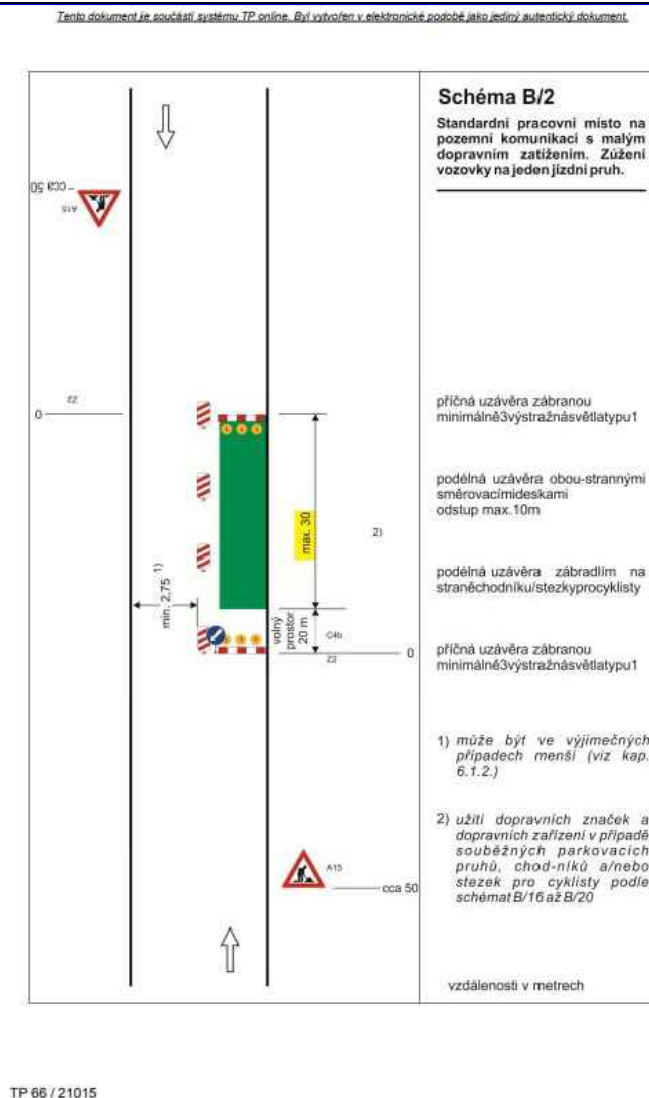 Tento dokument je součástí systému TP online. Byl vytvořen v elektronické podobě jako jediný autentický dokument.
Schéma B/2
Standardní pracovní místo na
pozemní komunikaci s malým
dopravním zatížením. Zúžení
vozovky na jeden jízdní pruh.
cca 50
A15
Z2
0
příčná uzávěra zábranou
minimálně3výstražnásvětlatypu1
podélná uzávěra obou-strannými
směrovacímideskami
odstup max.10m
max. 30
2)
podélná uzávěra zábradlím na
straněchodníku/stezkyprocyklisty
min. 2,75 1)
volný
prostor
20 m
C4b
Z2
0
příčná uzávěra zábranou
minimálně3výstražnásvětlatypu1
1) může být ve výjimečných
případech menší (viz kap.
6.1.2.)
2) užití dopravních značek a
dopravních zařízení v případě
souběžných parkovacích
pruhů, chod-níků a/nebo
stezek pro cyklisty podle
schémat B/16 až B/20
A15
cca 50
vzdálenosti v metrech
TP 66 / 21015